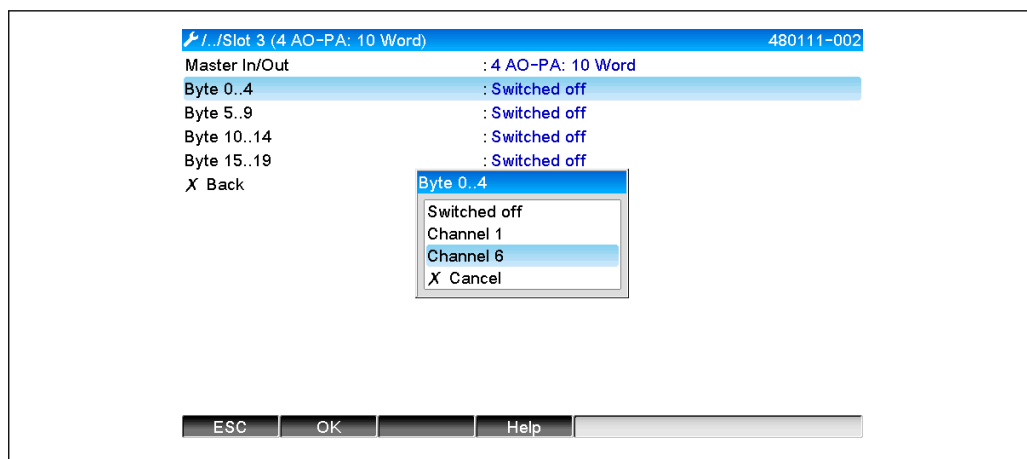 /../Slot 3 (4 AO-PA: 10 Word) 480111-002
Master In/Out : 4 AO-PA: 10 Word
Byte 0..4 : Switched off
Byte 5..9 : Switched off
Byte 10..14 : Switched off
Byte 15..19 : Switched off
X Back
Byte 0..4
Switched off
Channel 1
Channel 6
X Cancel
ESC OK Help